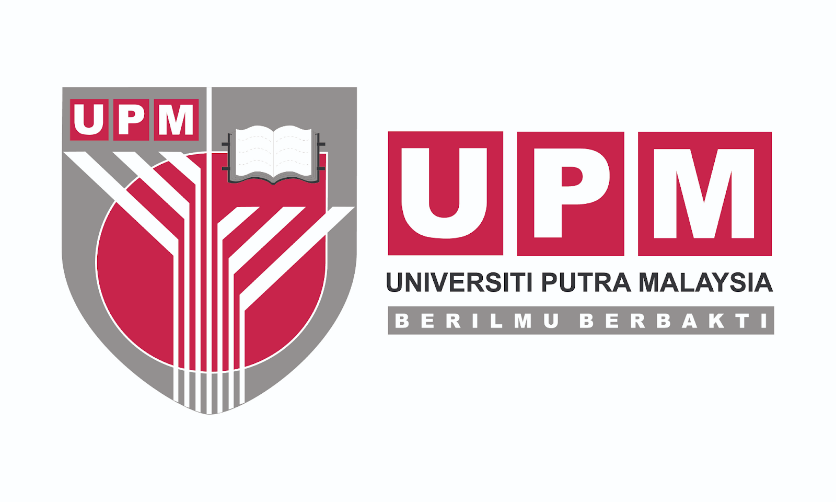 UPM
UPM
UNIVERSITI PUTRA MALAYSIA
BERILMU BERBAKTI